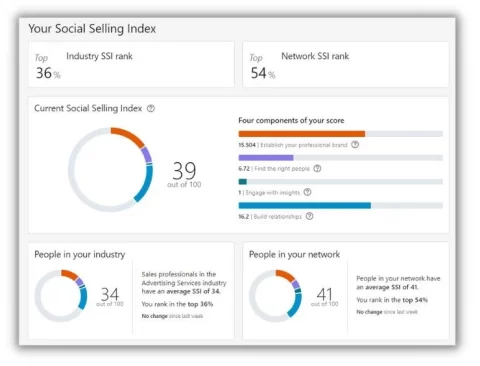 Your Social Selling Index
Top
36%
Industry SSI rank
Top
54%
Network SSI rank
Current Social Selling Index ?
39
out of 100
Four components of your score
15.504 | Establish your professional brand ?
6.72 | Find the right people ?
1 | Engage with insights ?
16.2 | Build relationships ?
People in your industry
34
out of 100
Sales professionals in the
Advertising Services industry
have an average SSI of 34.
You rank in the top 36%
No change since last week
People in your network
41
out of 100
People in your network have
an average SSI of 41.
You rank in the top 54%
No change since last week